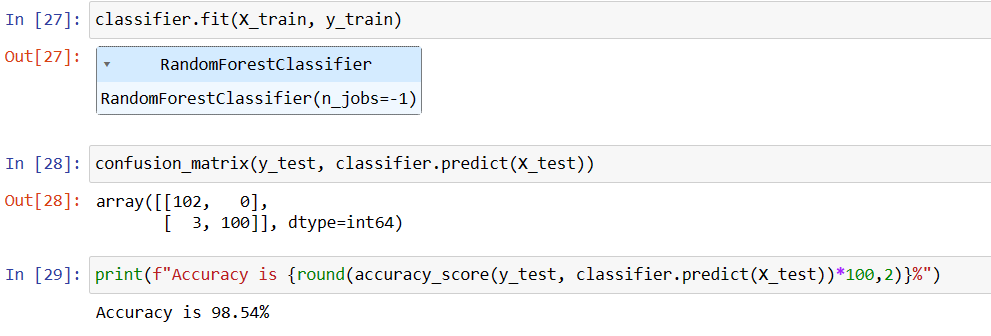 In [27]: classifier.fit(X_train, y_train)
Out[27]:
▾ RandomForestClassifier
RandomForestClassifier(n_jobs=-1)
In [28]: confusion_matrix(y_test, classifier.predict(X_test))
Out[28]: array([[102,   0],
       [  3, 100]], dtype=int64)
In [29]: print(f"Accuracy is {round(accuracy_score(y_test, classifier.predict(X_test))*100,2)}%")
Accuracy is 98.54%